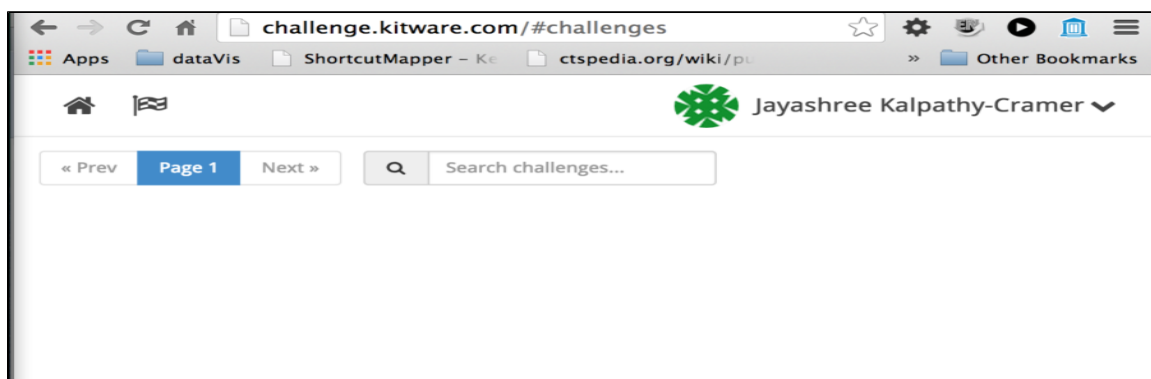 challenge.kitware.com/#challenges
Apps dataVis ShortcutMapper – Ke ctspedia.org/wiki/pu » Other Bookmarks
Jayashree Kalpathy-Cramer
« Prev Page 1 Next » Search challenges...